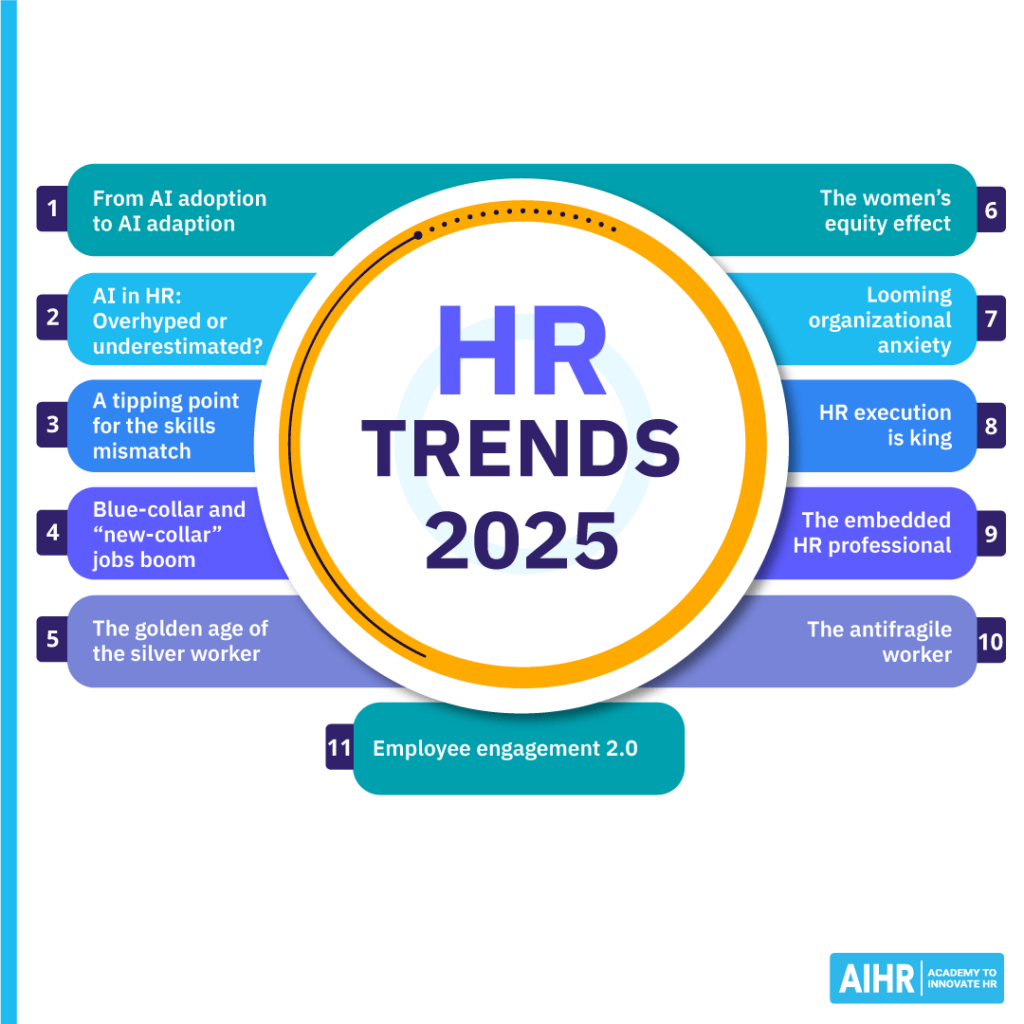 HR
TRENDS
2025
1
From AI adoption
to AI adaption
2
AI in HR:
Overhyped or
underestimated?
3
A tipping point
for the skills
mismatch
4
Blue-collar and
“new-collar”
jobs boom
5
The golden age of
the silver worker
6
The women’s
equity effect
7
Looming
organizational
anxiety
8
HR execution
is king
9
The embedded
HR professional
10
The antifragile
worker
11
Employee engagement 2.0
AIHR
ACADEMY TO
INNOVATE HR